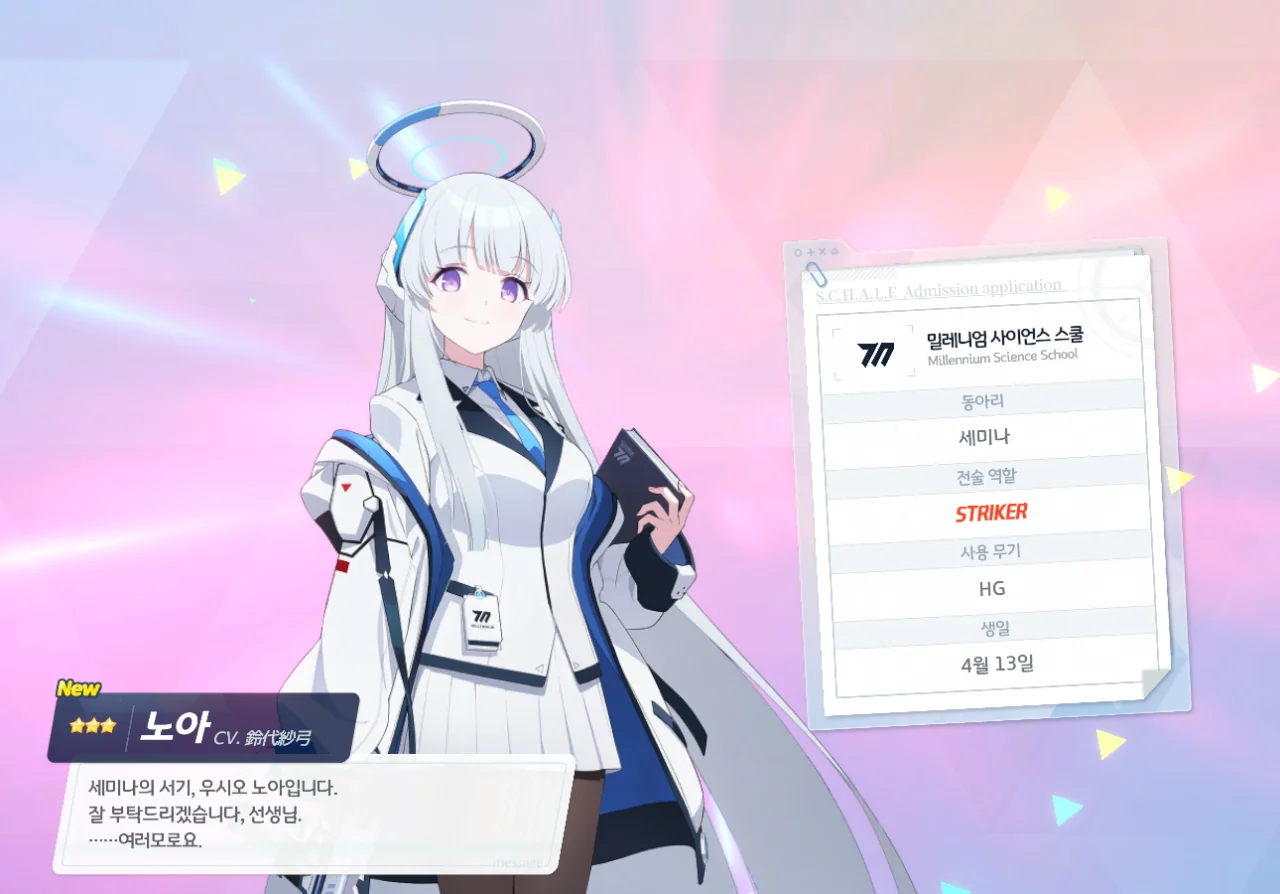 S.C.H.A.L.E Admission application
밀레니엄 사이언스 스쿨
Millennium Science School
동아리
세미나
전술 역할
STRIKER
사용 무기
HG
생일
4월 13일
New
노아 CV. 鈴代紗弓
세미나의 서기, 우시오 노아입니다.
잘 부탁드리겠습니다, 선생님.
……여러모로요.
message